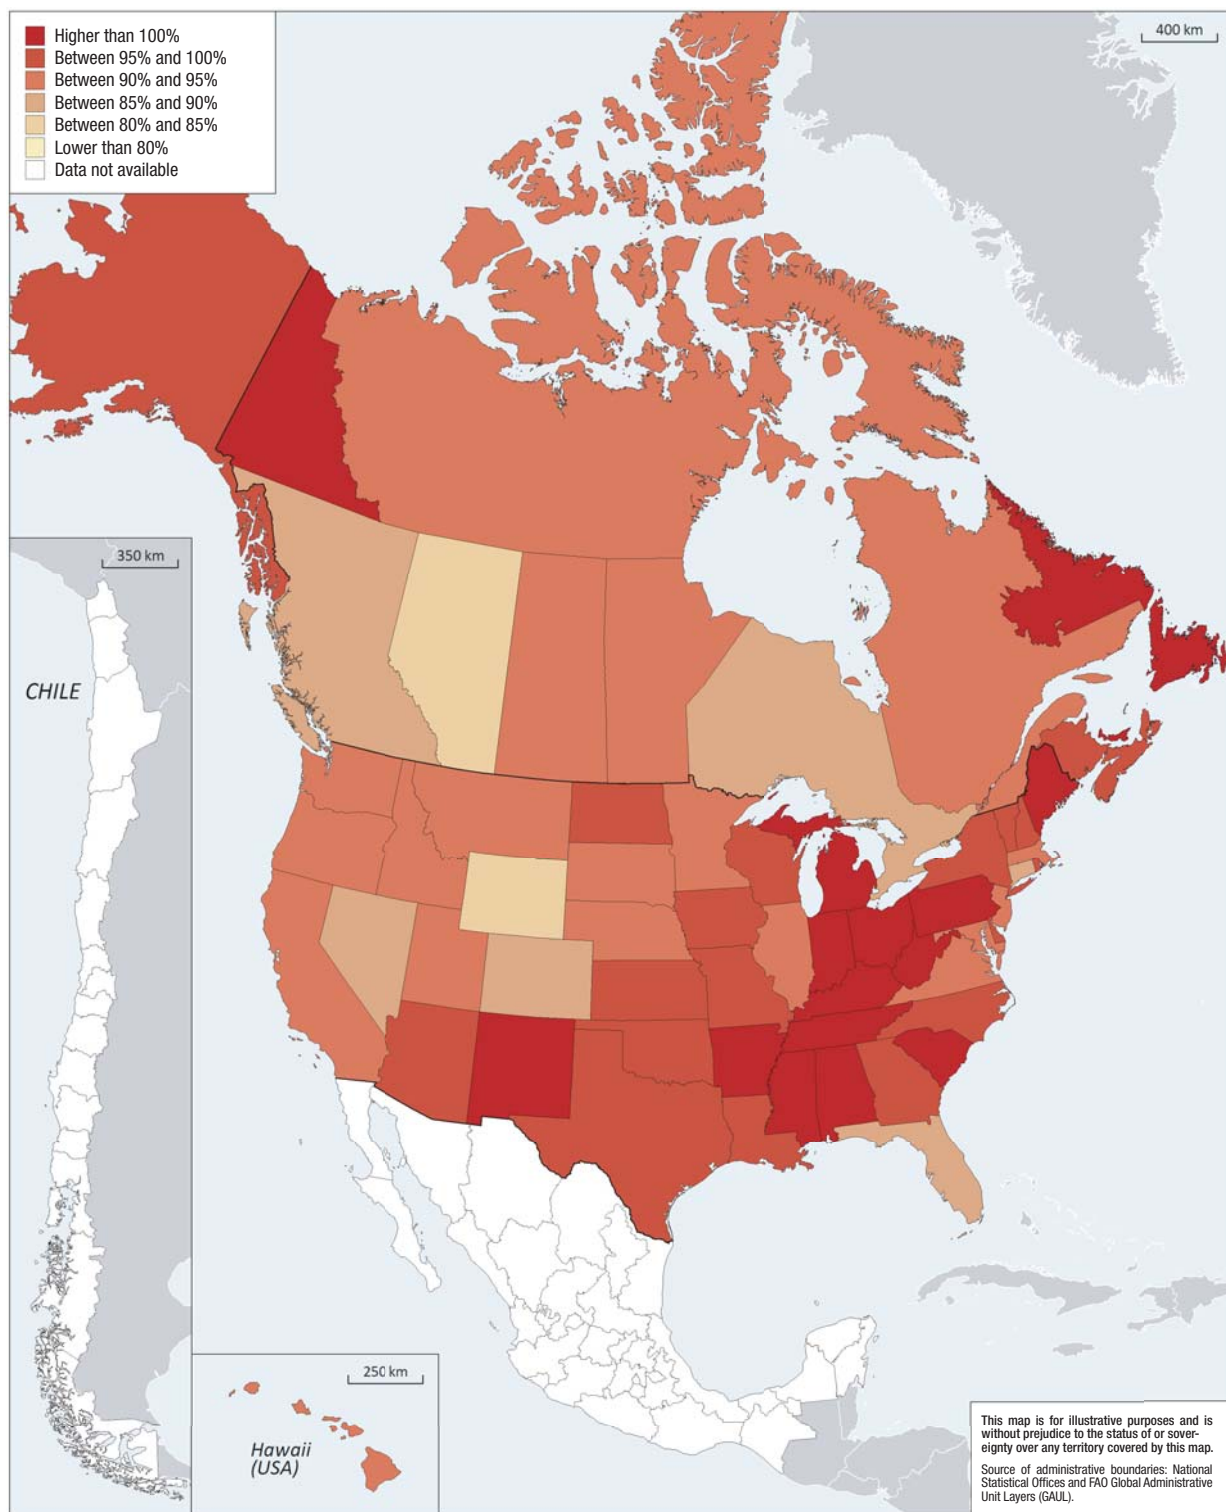 Higher than 100%
Between 95% and 100%
Between 90% and 95%
Between 85% and 90%
Between 80% and 85%
Lower than 80%
Data not available
400 km
350 km
CHILE
250 km
Hawaii
(USA)
This map is for illustrative purposes and is
without prejudice to the status of or sover-
eignty over any territory covered by this map.
Source of administrative boundaries: National
Statistical Offices and FAO Global Administrative
Unit Layers (GAUL).